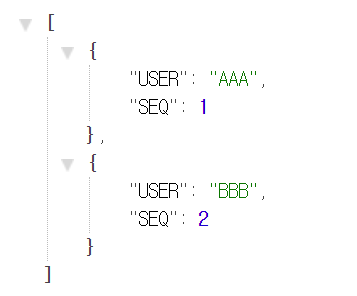 [
{
"USER": "AAA",
"SEQ": 1
},
{
"USER": "BBB",
"SEQ": 2
}
]